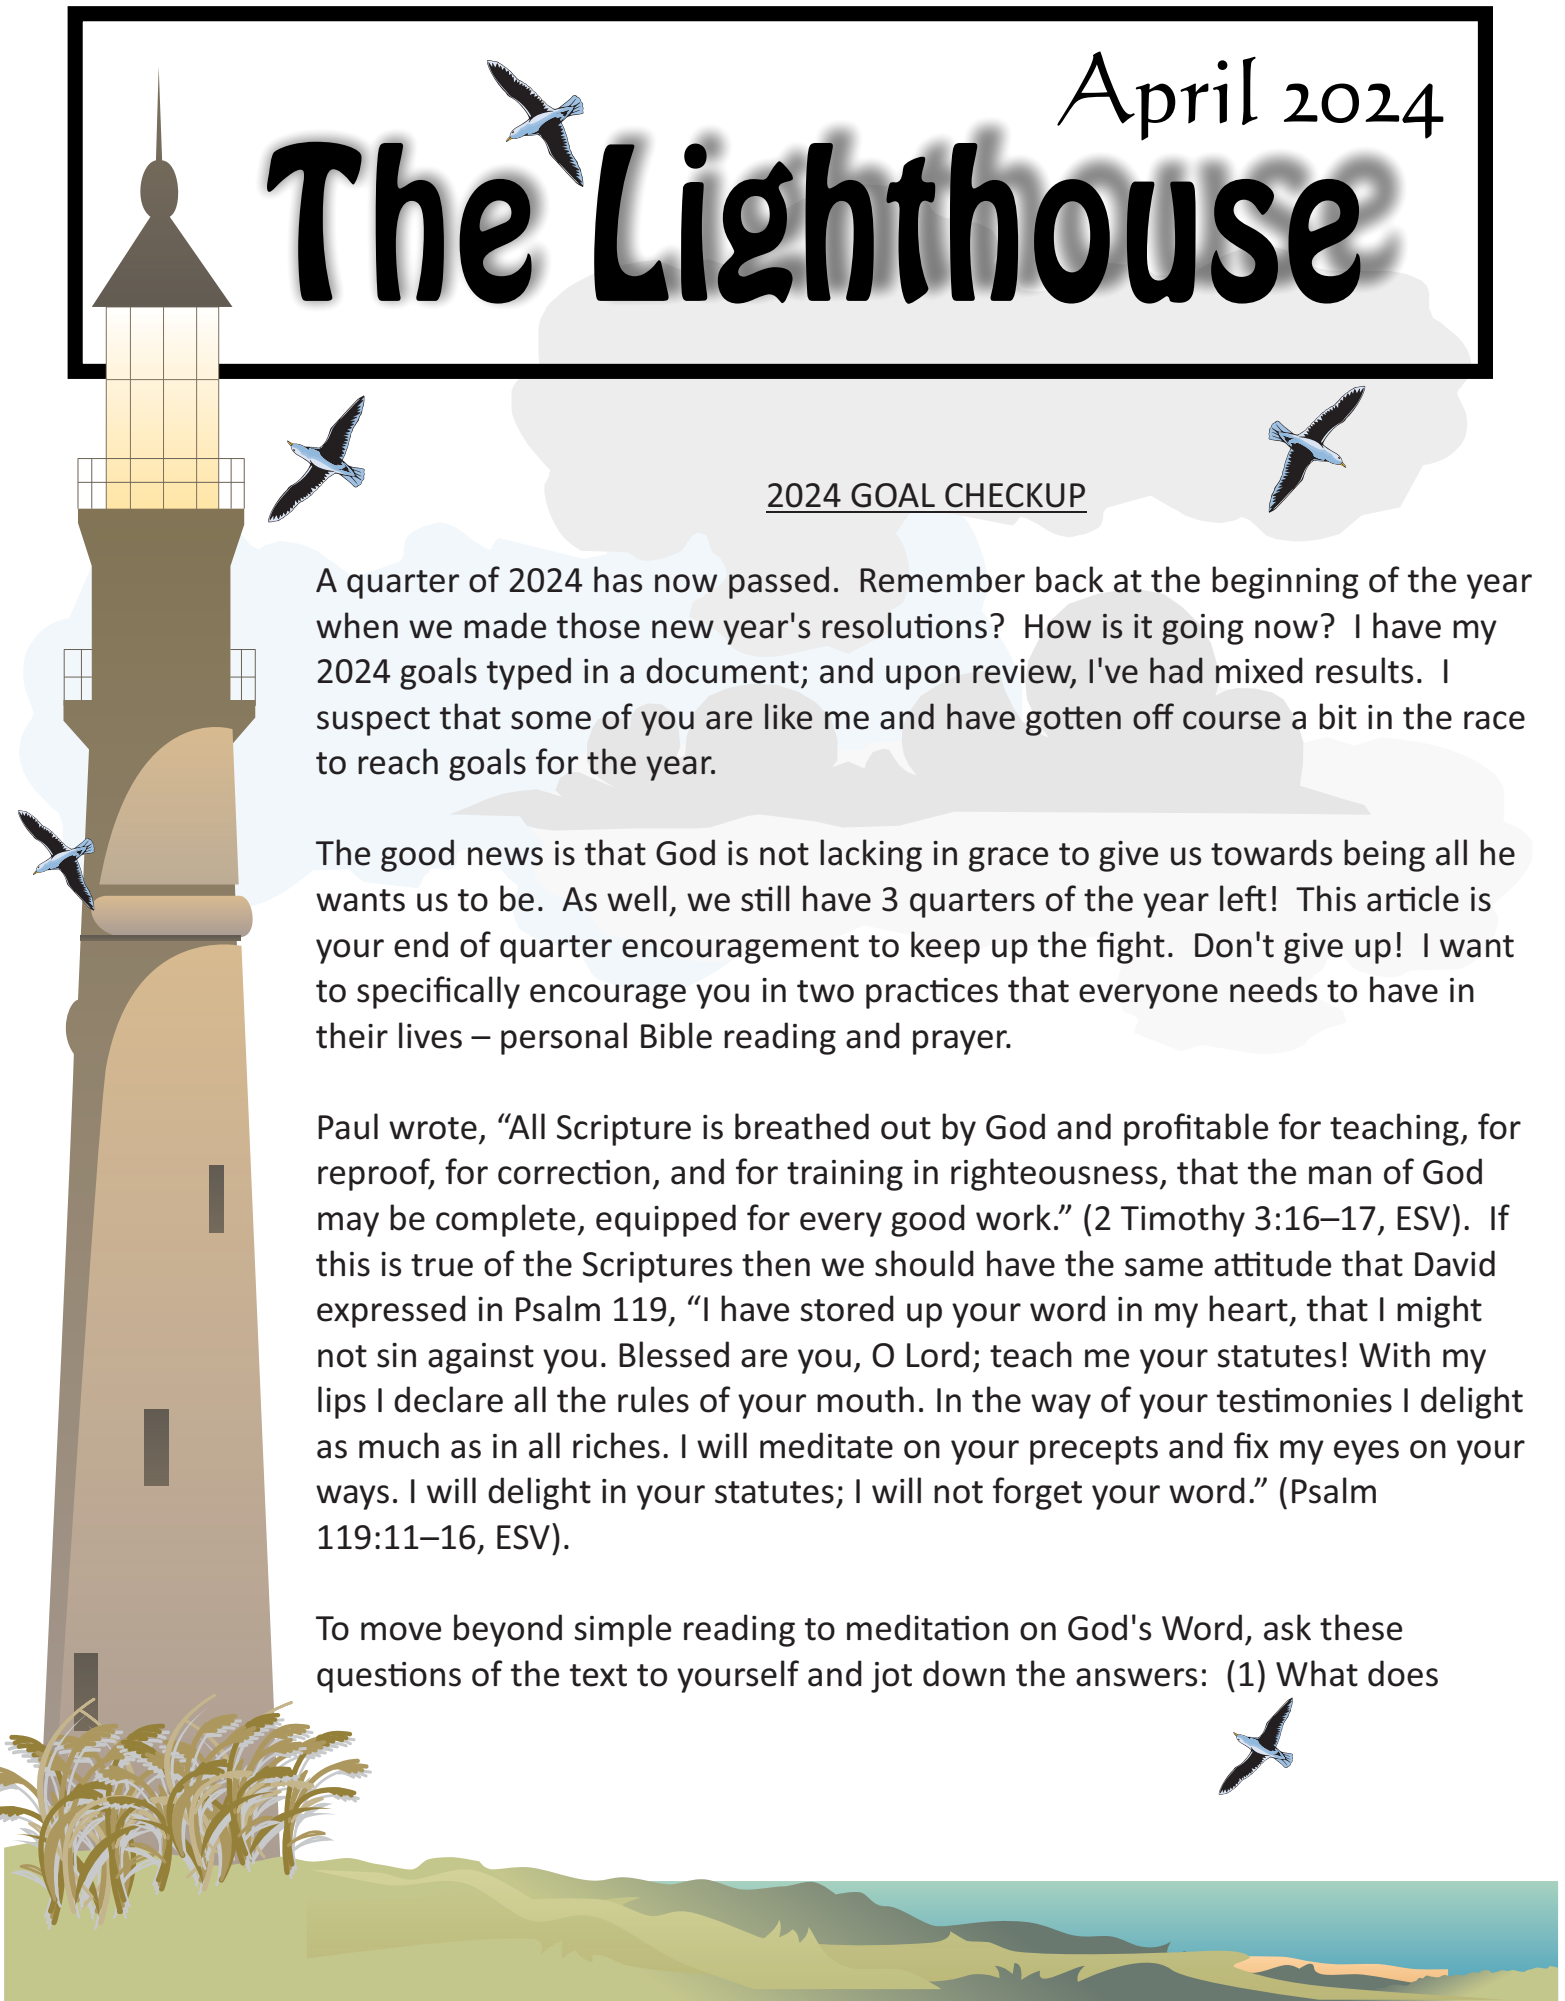 April 2024
The Lighthouse
2024 GOAL CHECKUP
A quarter of 2024 has now passed.  Remember back at the beginning of the year
when we made those new year's resolutions?  How is it going now?  I have my
2024 goals typed in a document; and upon review, I've had mixed results.  I
suspect that some of you are like me and have gotten off course a bit in the race
to reach goals for the year.
The good news is that God is not lacking in grace to give us towards being all he
wants us to be.  As well, we still have 3 quarters of the year left!  This article is
your end of quarter encouragement to keep up the fight.  Don't give up!  I want
to specifically encourage you in two practices that everyone needs to have in
their lives – personal Bible reading and prayer.
Paul wrote, “All Scripture is breathed out by God and profitable for teaching, for
reproof, for correction, and for training in righteousness, that the man of God
may be complete, equipped for every good work.” (2 Timothy 3:16–17, ESV).  If
this is true of the Scriptures then we should have the same attitude that David
expressed in Psalm 119, “I have stored up your word in my heart, that I might
not sin against you. Blessed are you, O Lord; teach me your statutes! With my
lips I declare all the rules of your mouth. In the way of your testimonies I delight
as much as in all riches. I will meditate on your precepts and fix my eyes on your
ways. I will delight in your statutes; I will not forget your word.” (Psalm
119:11–16, ESV).
To move beyond simple reading to meditation on God's Word, ask these
questions of the text to yourself and jot down the answers:  (1) What does